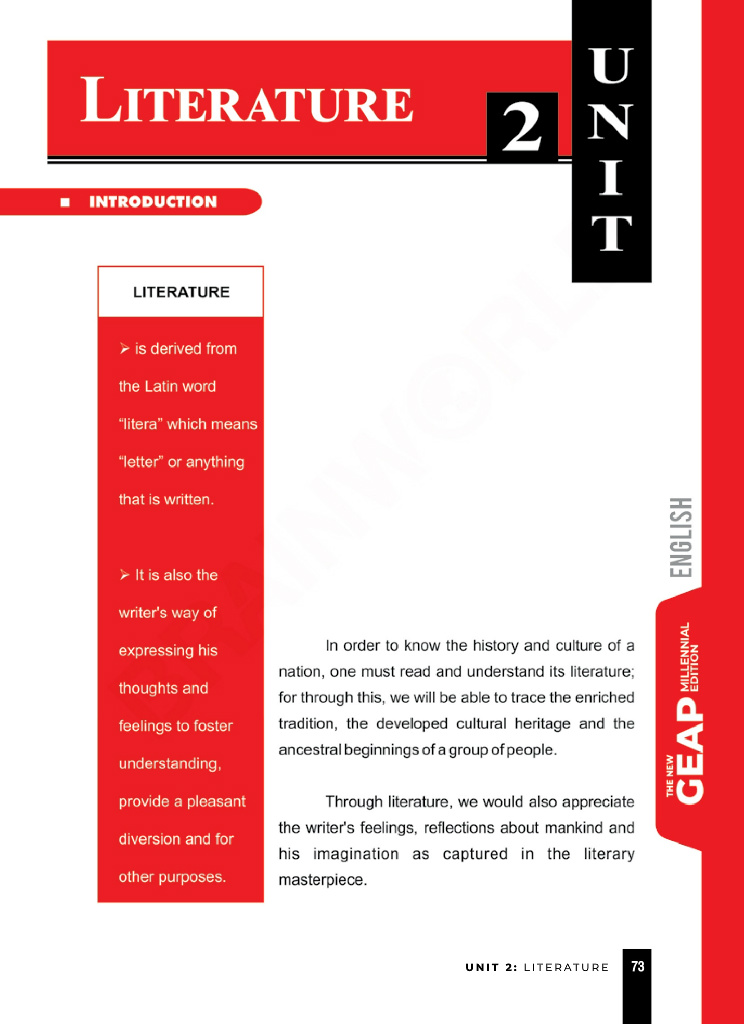 LITERATURE
2
UNIT
INTRODUCTION
LITERATURE
➢ is derived from
the Latin word
“litera” which means
“letter” or anything
that is written.
➢ It is also the
writer's way of
expressing his
thoughts and
feelings to foster
understanding,
provide a pleasant
diversion and for
other purposes.
In order to know the history and culture of a
nation, one must read and understand its literature;
for through this, we will be able to trace the enriched
tradition, the developed cultural heritage and the
ancestral beginnings of a group of people.
Through literature, we would also appreciate
the writer's feelings, reflections about mankind and
his imagination as captured in the literary
masterpiece.
ENGLISH
THE NEW
GEAP
MILLENNIAL
EDITION
UNIT 2: LITERATURE
73